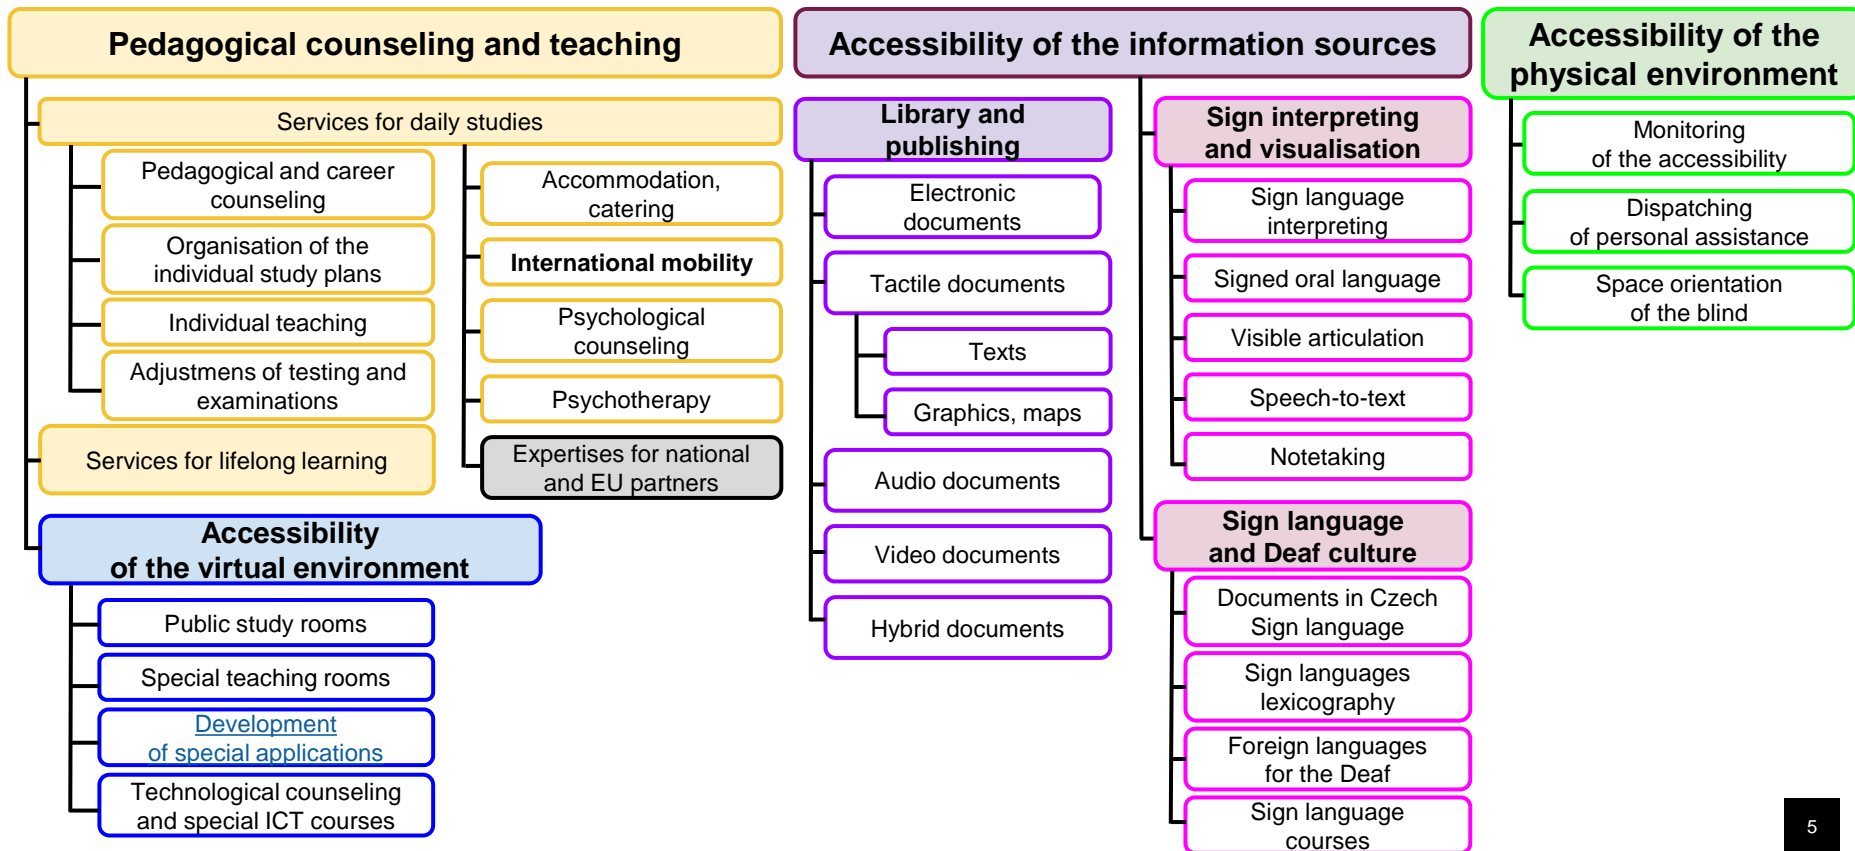 Pedagogical counseling and teaching
Services for daily studies
Pedagogical and career
counseling
Organisation of the
individual study plans
Individual teaching
Adjustmens of testing and
examinations
Accommodation,
catering
International mobility
Psychological
counseling
Psychotherapy
Expertises for national
and EU partners
Services for lifelong learning
Accessibility
of the virtual environment
Public study rooms
Special teaching rooms
Development
of special applications
Technological counseling
and special ICT courses
Accessibility of the information sources
Library and
publishing
Electronic
documents
Tactile documents
Texts
Graphics, maps
Audio documents
Video documents
Hybrid documents
Sign interpreting
and visualisation
Sign language
interpreting
Signed oral language
Visible articulation
Speech-to-text
Notetaking
Sign language
and Deaf culture
Documents in Czech
Sign language
Sign languages
lexicography
Foreign languages
for the Deaf
Sign language
courses
Accessibility of the
physical environment
Monitoring
of the accessibility
Dispatching
of personal assistance
Space orientation
of the blind
5